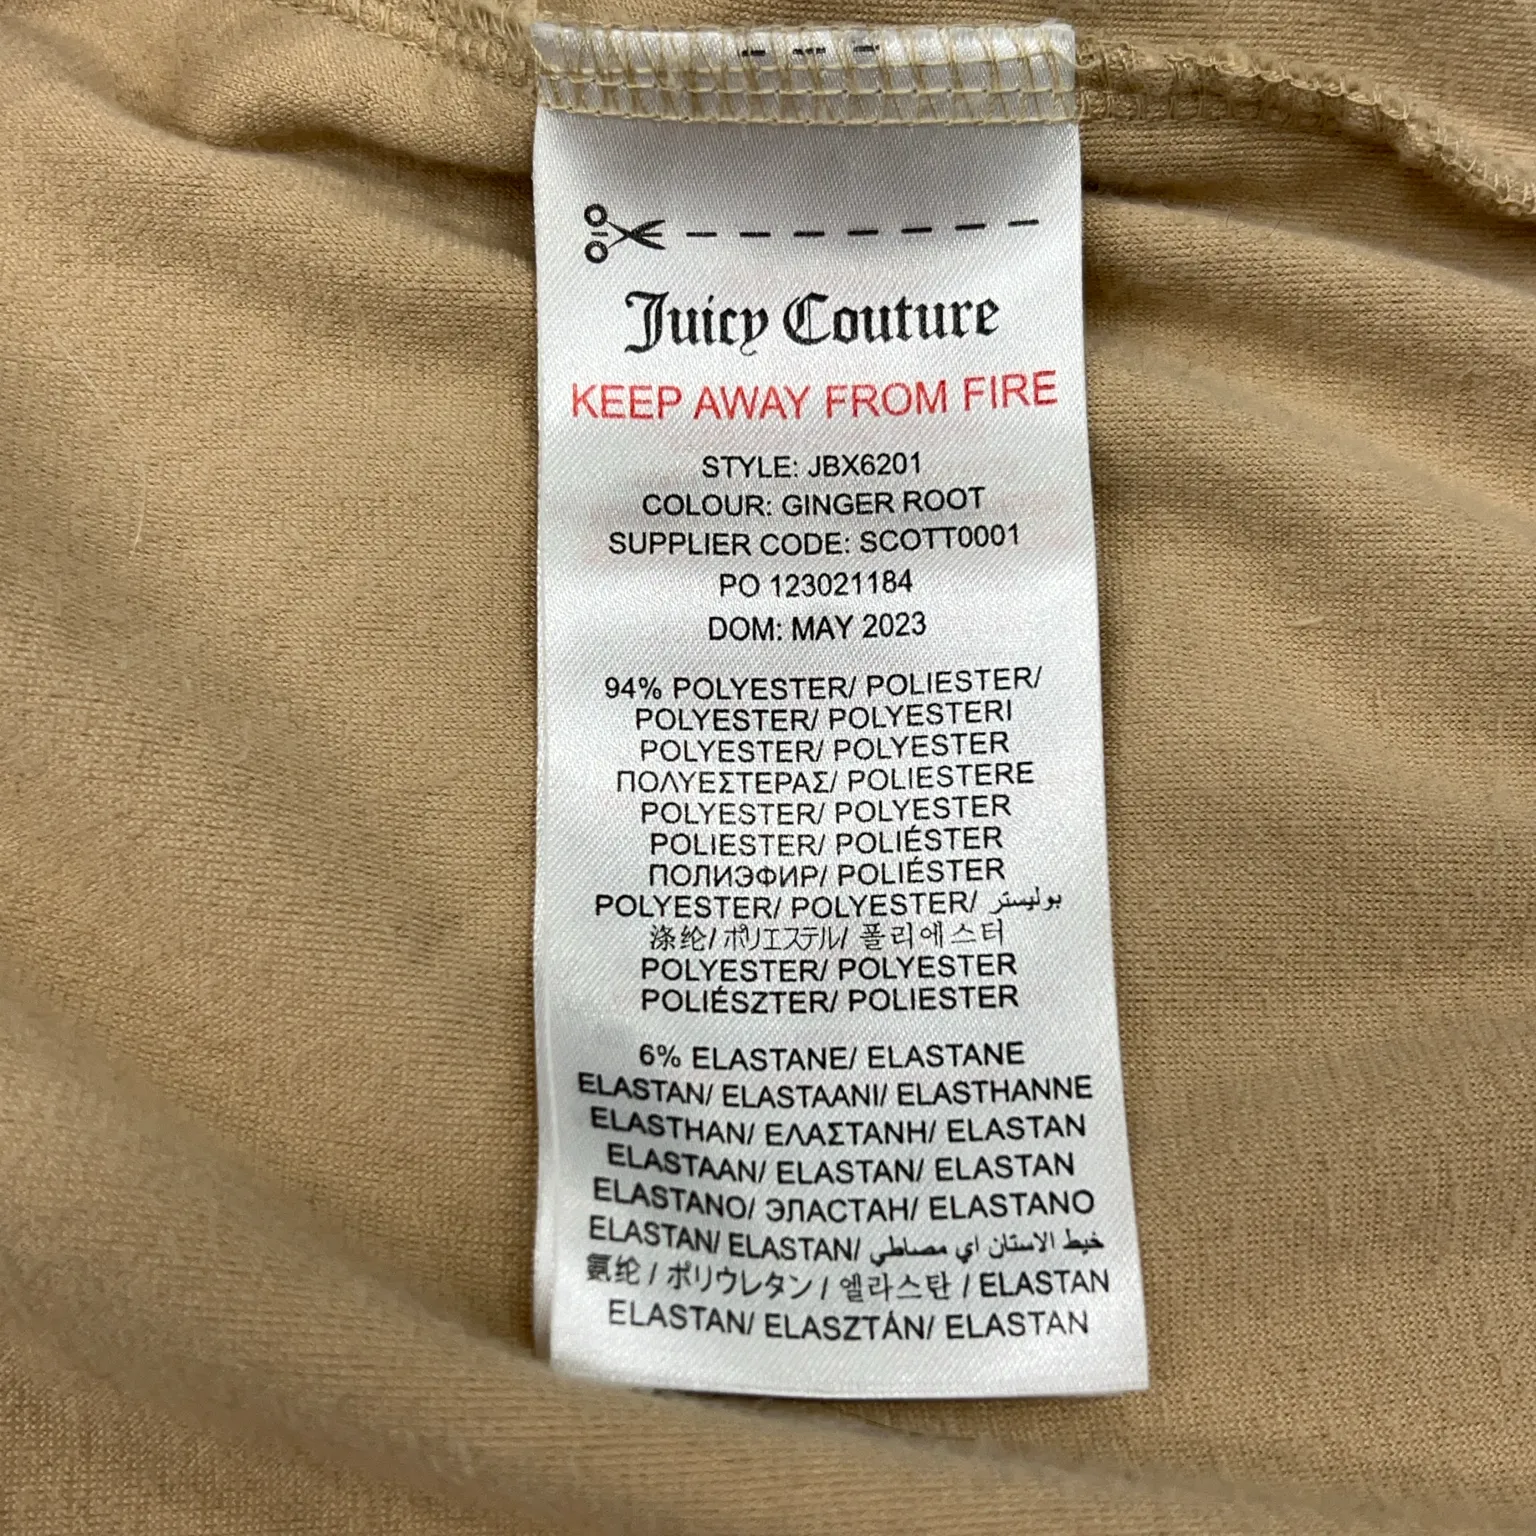 Juicy Couture
KEEP AWAY FROM FIRE
STYLE: JBX6201
COLOUR: GINGER ROOT
SUPPLIER CODE: SCOTT0001
PO 123021184
DOM: MAY 2023
94% POLYESTER/ POLIESTER/
POLYESTER/ POLYESTERI
POLYESTER/ POLYESTER
ΠΟΛΥΕΣΤΕΡΑΣ/ POLIESTERE
POLYESTER/ POLYESTER
POLIESTER/ POLIÉSTER
ПОЛИЭФИР/ POLIÉSTER
POLYESTER/ POLYESTER/ بوليستر
涤纶/ ポリエステル/ 폴리에스터
POLYESTER/ POLYESTER
POLIÉSZTER/ POLIESTER
6% ELASTANE/ ELASTANE
ELASTAN/ ELASTAANI/ ELASTHANNE
ELASTHAN/ ΕΛΑΣΤΑΝΗ/ ELASTAN
ELASTAAN/ ELASTAN/ ELASTAN
ELASTANO/ ЭЛАСТАН/ ELASTANO
ELASTAN/ ELASTAN/ خيط الاستان اي مصاطي
氨纶 / ポリウレタン / 엘라스탄 / ELASTAN
ELASTAN/ ELASZTÁN/ ELASTAN